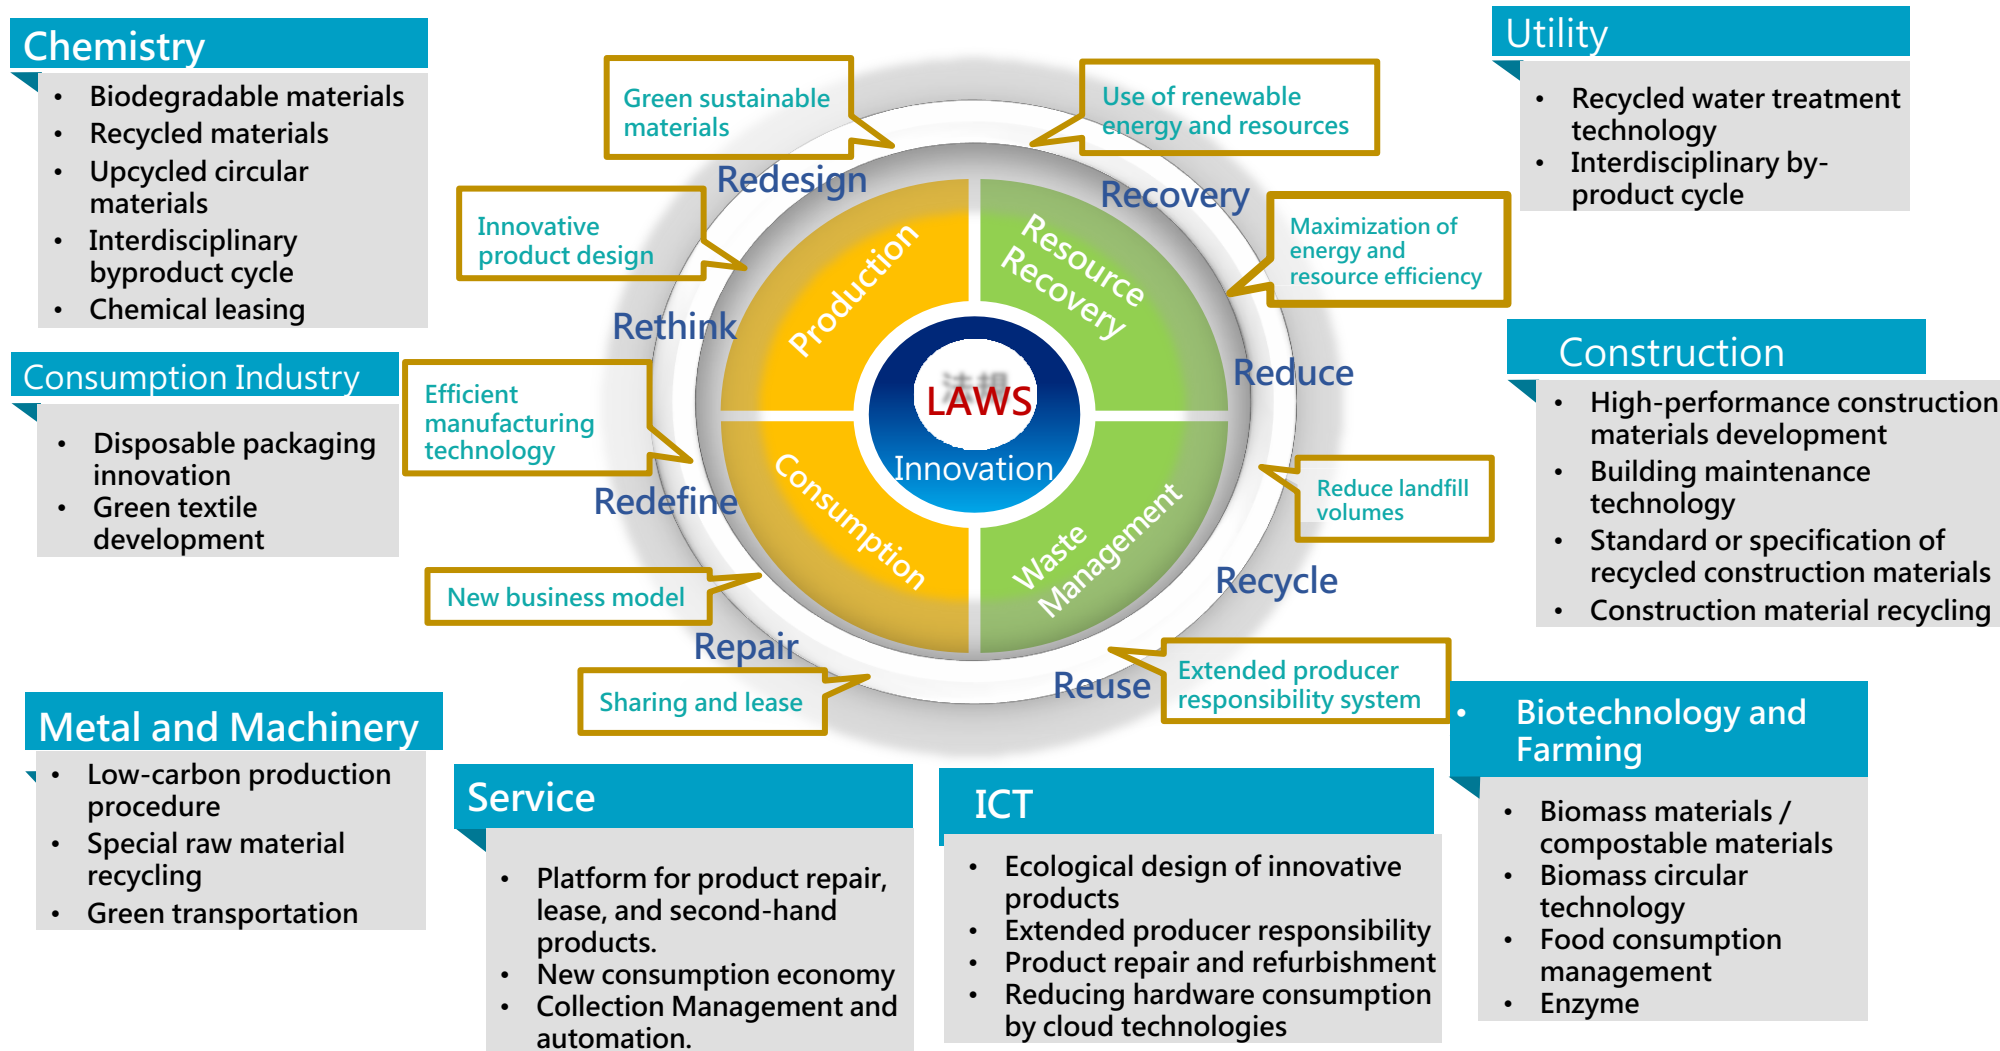 Chemistry
• Biodegradable materials
• Recycled materials
• Upcycled circular
materials
• Interdisciplinary
byproduct cycle
• Chemical leasing
Consumption Industry
• Disposable packaging
innovation
• Green textile
development
Metal and Machinery
• Low-carbon production
procedure
• Special raw material
recycling
• Green transportation
Green sustainable
materials
Use of renewable
energy and resources
Redesign
Recovery
Innovative
product design
Maximization of
energy and
resource efficiency
Production
Resource
Recovery
Rethink
Reduce
Efficient
manufacturing
technology
LAWS
Innovation
Redefine
Consumption
Waste
Management
Reduce landfill
volumes
New business model
Recycle
Repair
Reuse
Sharing and lease
Extended producer
responsibility system
Utility
• Recycled water treatment
technology
• Interdisciplinary by-
product cycle
Construction
• High-performance construction
materials development
• Building maintenance
technology
• Standard or specification of
recycled construction materials
• Construction material recycling
Service
• Platform for product repair,
lease, and second-hand
products.
• New consumption economy
• Collection Management and
automation.
ICT
• Ecological design of innovative
products
• Extended producer responsibility
• Product repair and refurbishment
• Reducing hardware consumption
by cloud technologies
• Biotechnology and
Farming
• Biomass materials /
compostable materials
• Biomass circular
technology
• Food consumption
management
• Enzyme